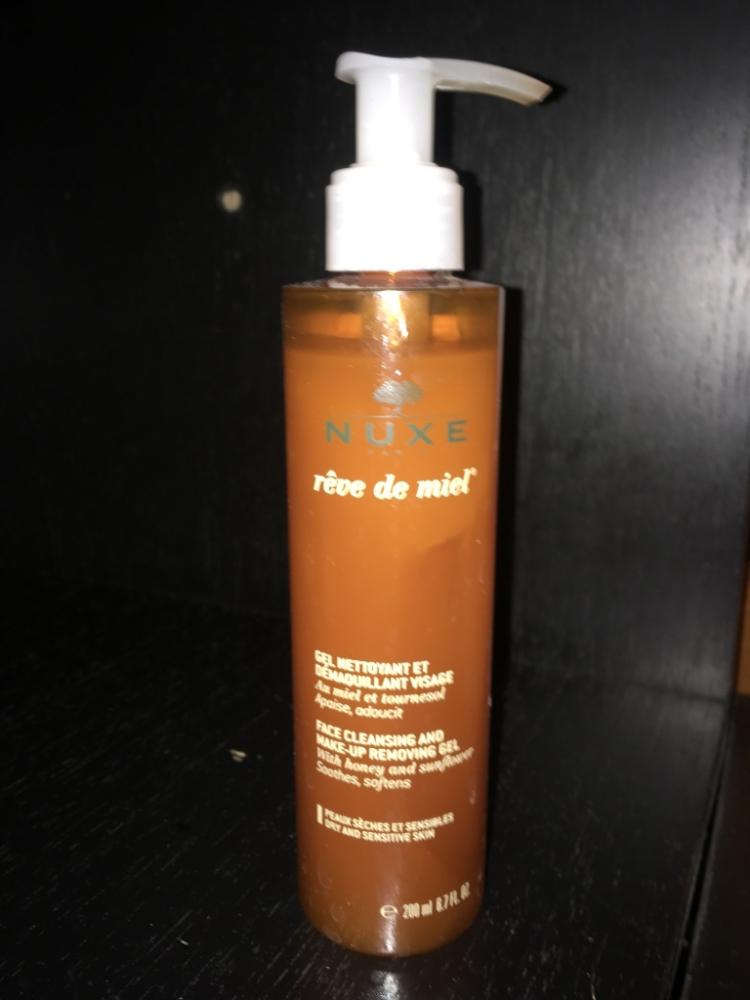 NUXE
rêve de miel®
GEL NETTOYANT ET
DÉMAQUILLANT VISAGE
Au miel et tournesol
Apaise, adoucit
FACE CLEANSING AND
MAKE-UP REMOVING GEL
With honey and sunflower
Soothes, softens
PEAUX SÈCHES ET SENSIBLES
DRY AND SENSITIVE SKIN
℮ 200 ml 6.7 Fl. Oz